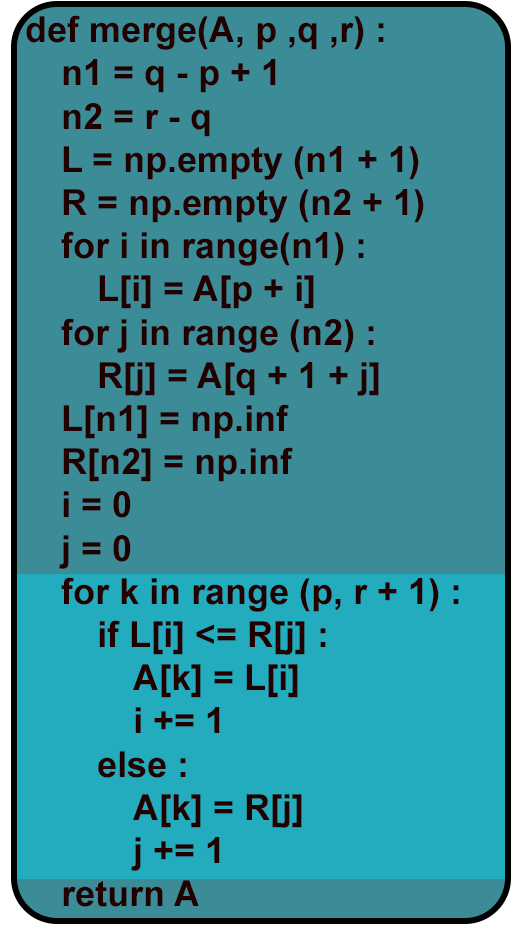 def merge(A, p ,q ,r) :
    n1 = q - p + 1
    n2 = r - q
    L = np.empty (n1 + 1)
    R = np.empty (n2 + 1)
    for i in range(n1) :
        L[i] = A[p + i]
    for j in range (n2) :
        R[j] = A[q + 1 + j]
    L[n1] = np.inf
    R[n2] = np.inf
    i = 0
    j = 0
    for k in range (p, r + 1) :
        if L[i] <= R[j] :
            A[k] = L[i]
            i += 1
        else :
            A[k] = R[j]
            j += 1
    return A